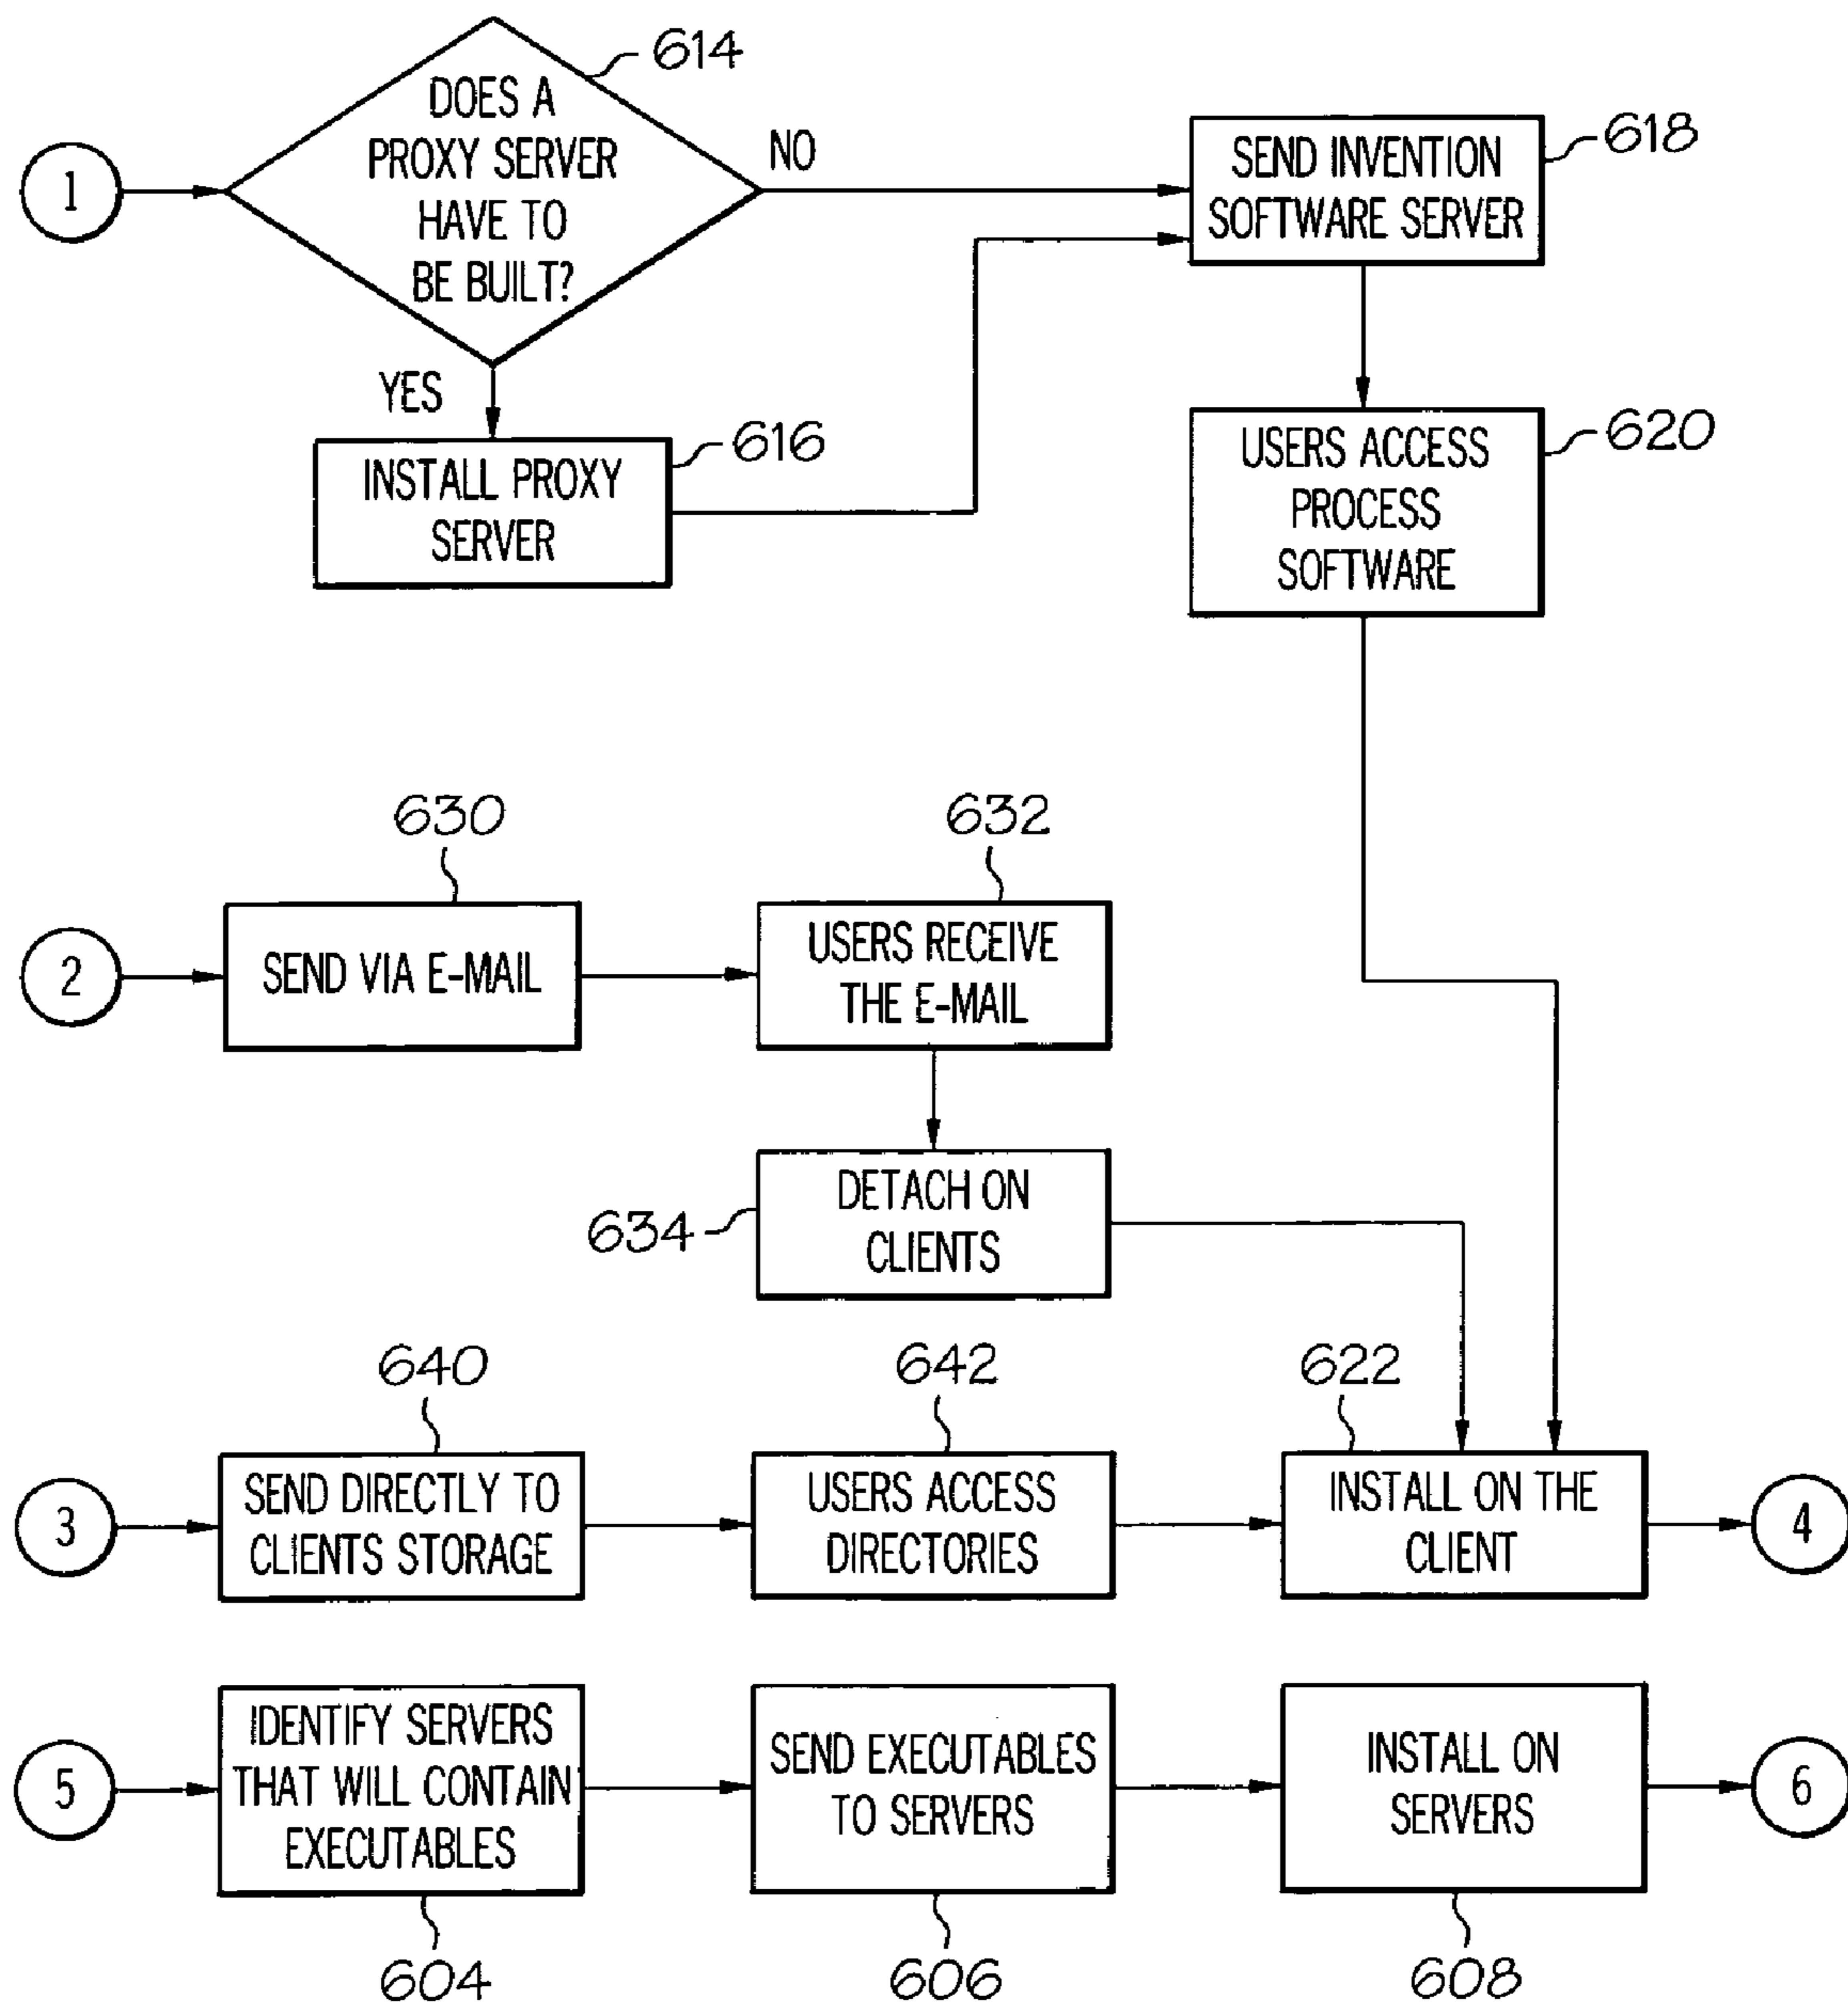 614
DOES A
PROXY SERVER
HAVE TO
BE BUILT?
1
NO
YES
618
SEND INVENTION
SOFTWARE SERVER
616
INSTALL PROXY
SERVER
620
USERS ACCESS
PROCESS
SOFTWARE
630
632
2
SEND VIA E-MAIL
USERS RECEIVE
THE E-MAIL
634
DETACH ON
CLIENTS
640
642
622
3
SEND DIRECTLY TO
CLIENTS STORAGE
USERS ACCESS
DIRECTORIES
INSTALL ON THE
CLIENT
4
5
IDENTIFY SERVERS
THAT WILL CONTAIN
EXECUTABLES
SEND EXECUTABLES
TO SERVERS
INSTALL ON
SERVERS
6
604
606
608